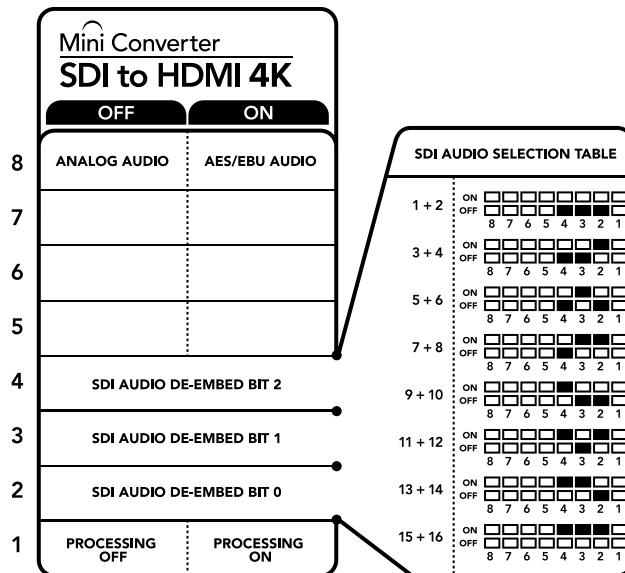 Mini Converter
SDI to HDMI 4K
OFF ON
8 ANALOG AUDIO AES/EBU AUDIO
7
6
5
4 SDI AUDIO DE-EMBED BIT 2
3 SDI AUDIO DE-EMBED BIT 1
2 SDI AUDIO DE-EMBED BIT 0
1 PROCESSING OFF PROCESSING ON
SDI AUDIO SELECTION TABLE
1 + 2 ON
OFF
8 7 6 5 4 3 2 1
3 + 4 ON
OFF
8 7 6 5 4 3 2 1
5 + 6 ON
OFF
8 7 6 5 4 3 2 1
7 + 8 ON
OFF
8 7 6 5 4 3 2 1
9 + 10 ON
OFF
8 7 6 5 4 3 2 1
11 + 12 ON
OFF
8 7 6 5 4 3 2 1
13 + 14 ON
OFF
8 7 6 5 4 3 2 1
15 + 16 ON
OFF
8 7 6 5 4 3 2 1